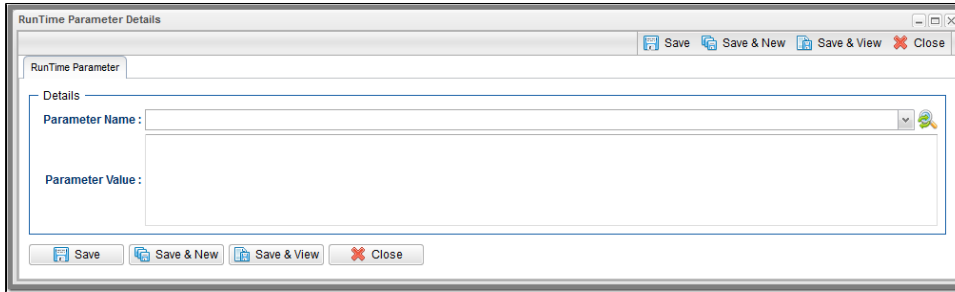 RunTime Parameter Details
Save Save & New Save & View Close
RunTime Parameter
Details
Parameter Name :
Parameter Value :
Save Save & New Save & View Close